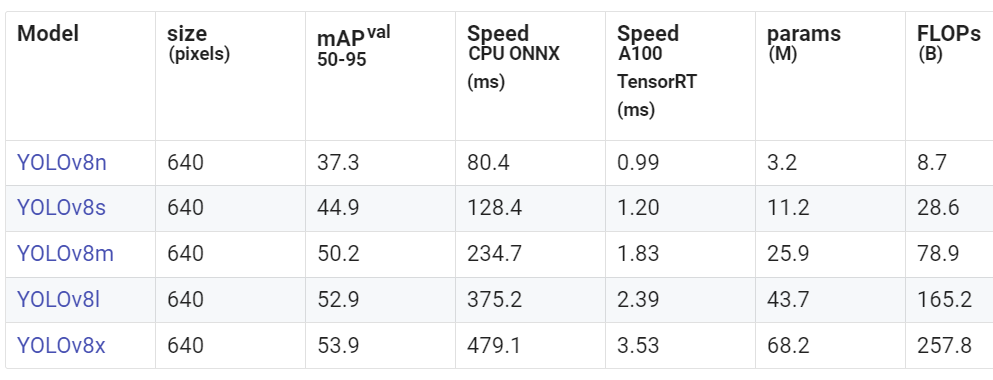 Model size (pixels) mAP val 50-95 Speed CPU ONNX (ms) Speed A100 TensorRT (ms) params (M) FLOPs (B)
YOLOv8n 640 37.3 80.4 0.99 3.2 8.7
YOLOv8s 640 44.9 128.4 1.20 11.2 28.6
YOLOv8m 640 50.2 234.7 1.83 25.9 78.9
YOLOv8l 640 52.9 375.2 2.39 43.7 165.2
YOLOv8x 640 53.9 479.1 3.53 68.2 257.8